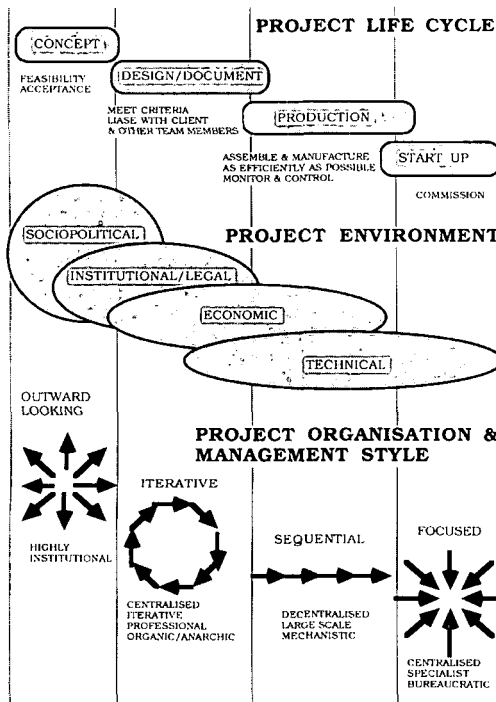 PROJECT LIFE CYCLE
CONCEPT
FEASIBILITY
ACCEPTANCE
DESIGN/DOCUMENT
MEET CRITERIA
LIASE WITH CLIENT
& OTHER TEAM MEMBERS
PRODUCTION
ASSEMBLE & MANUFACTURE
AS EFFICIENTLY AS POSSIBLE
MONITOR & CONTROL
START UP
COMMISSION
PROJECT ENVIRONMENT
SOCIOPOLITICAL
INSTITUTIONAL/LEGAL
ECONOMIC
TECHNICAL
PROJECT ORGANISATION &
MANAGEMENT STYLE
OUTWARD
LOOKING
HIGHLY
INSTITUTIONAL
ITERATIVE
CENTRALISED
ITERATIVE
PROFESSIONAL
ORGANIC/ANARCHIC
SEQUENTIAL
DECENTRALISED
LARGE SCALE
MECHANISTIC
FOCUSED
CENTRALISED
SPECIALIST
BUREAUCRATIC